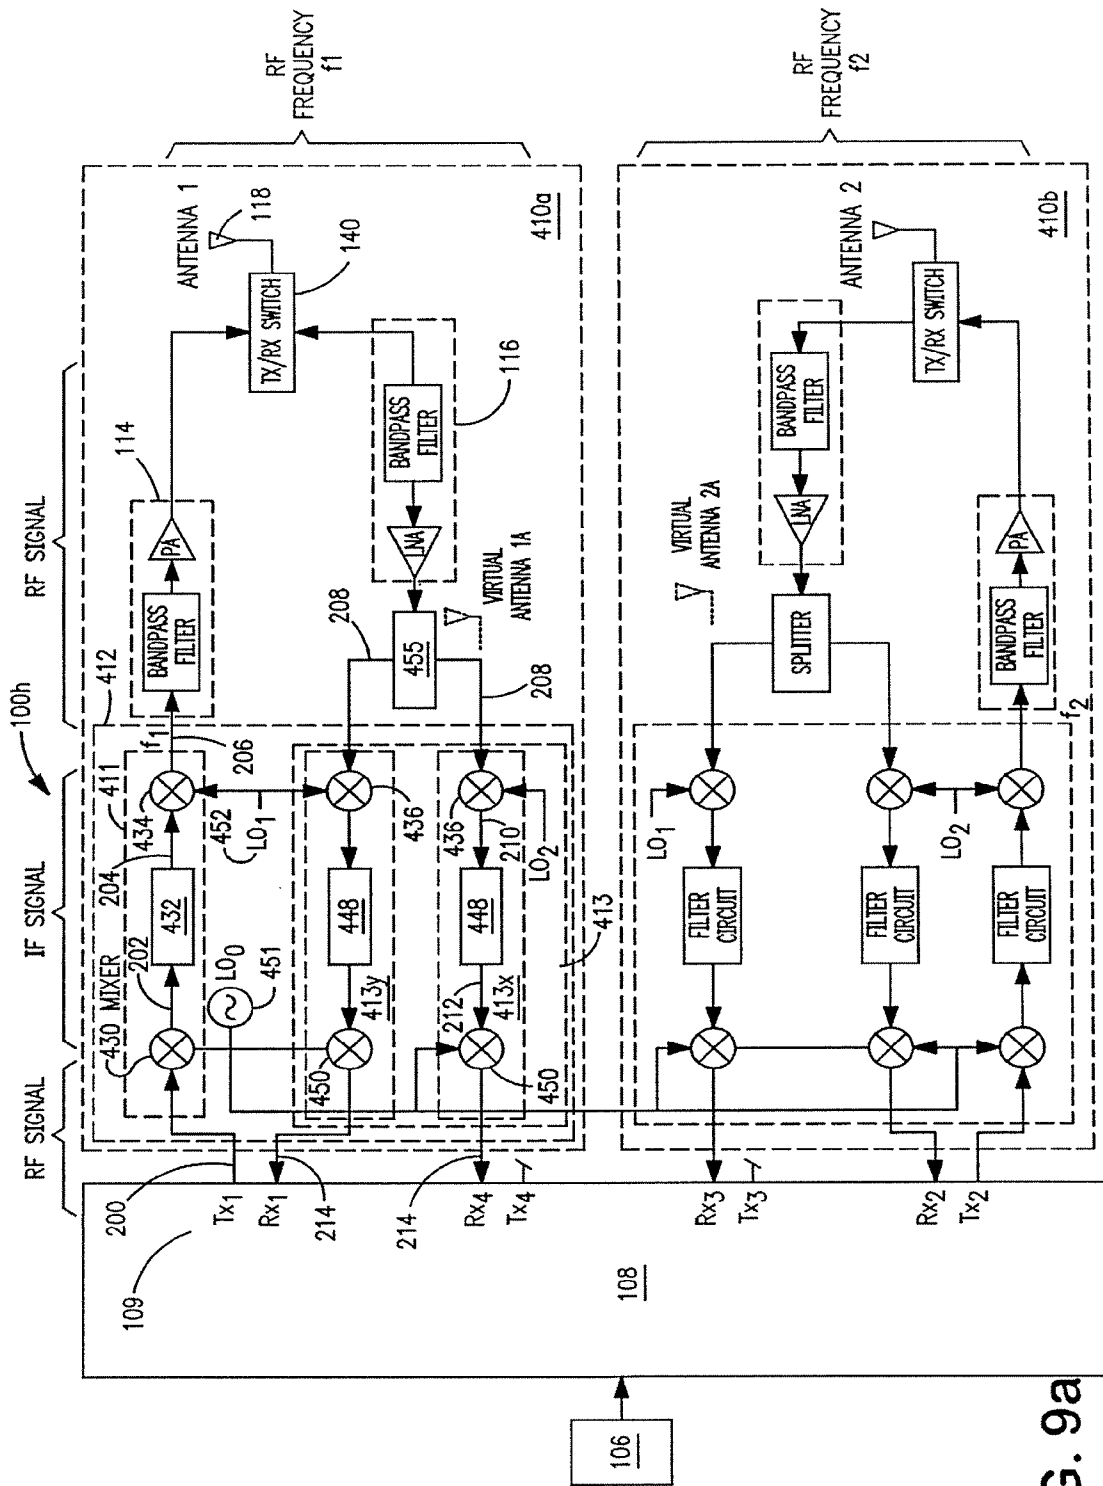 100h
RF SIGNAL
IF SIGNAL
RF SIGNAL
109
200
Tx1
Rx1
214
214
Rx4
Tx4
Rx3
Tx3
Rx2
Tx2
108
106
430 MIXER
202
204
411
412
432
434
452
LO1
f1
206
LO0
451
448
436
413y
450
448
436
210
LO2
212
413x
450
413
BANDPASS
FILTER
PA
114
208
455
208
VIRTUAL
ANTENNA 1A
LNA
BANDPASS
FILTER
116
TX/RX SWITCH
140
ANTENNA 1
118
410a
RF
FREQUENCY
f1
LO1
FILTER
CIRCUIT
FILTER
CIRCUIT
LO2
FILTER
CIRCUIT
SPLITTER
VIRTUAL
ANTENNA 2A
LNA
BANDPASS
FILTER
f2
BANDPASS
FILTER
PA
TX/RX SWITCH
ANTENNA 2
410b
RF
FREQUENCY
f2
G. 9a